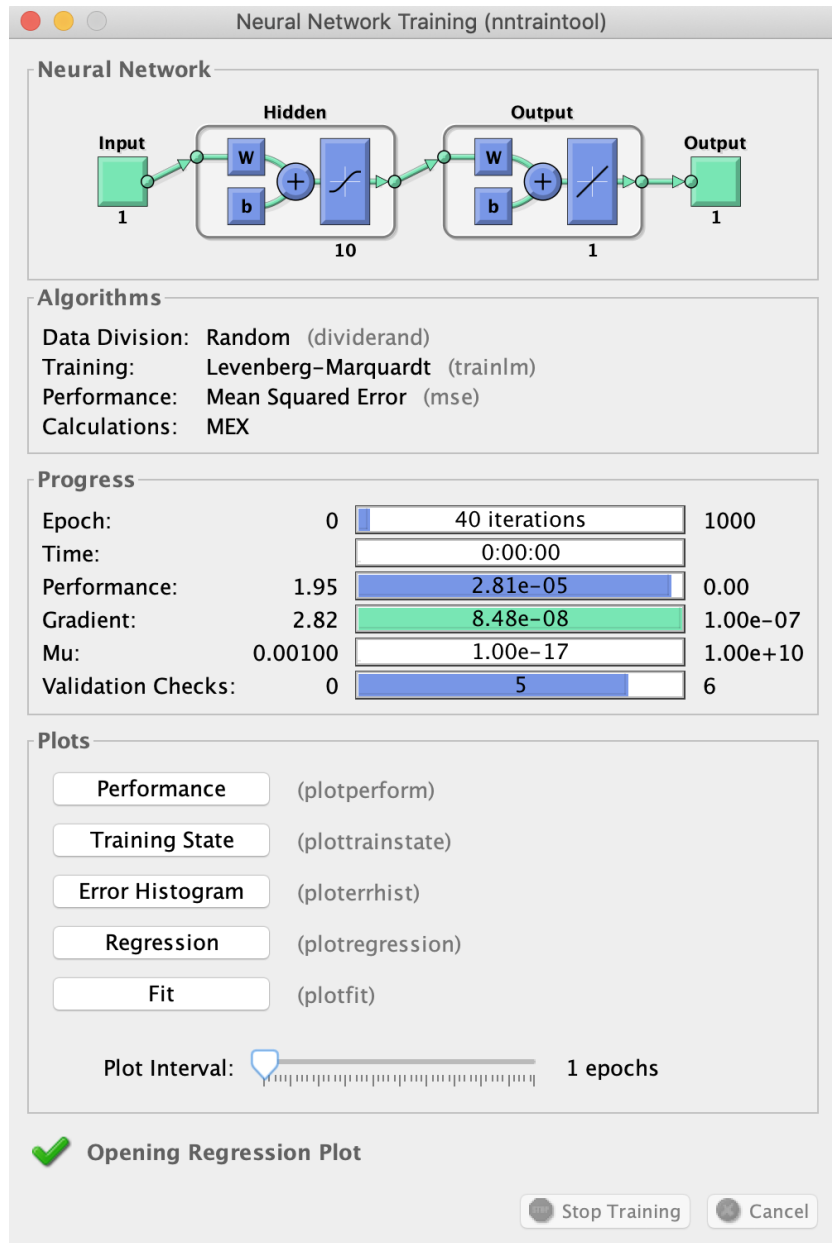 Neural Network Training (nntraintool)
Neural Network
Hidden
Output
Input
W
b
+
W
b
+
Output
1
10
1
1
Algorithms
Data Division: Random (dividerand)
Training: Levenberg-Marquardt (trainlm)
Performance: Mean Squared Error (mse)
Calculations: MEX
Progress
Epoch: 0 40 iterations 1000
Time: 0:00:00
Performance: 1.95 2.81e-05 0.00
Gradient: 2.82 8.48e-08 1.00e-07
Mu: 0.00100 1.00e-17 1.00e+10
Validation Checks: 0 5 6
Plots
Performance (plotperform)
Training State (plottrainstate)
Error Histogram (ploterrhist)
Regression (plotregression)
Fit (plotfit)
Plot Interval: 1 epochs
Opening Regression Plot
Stop Training Cancel